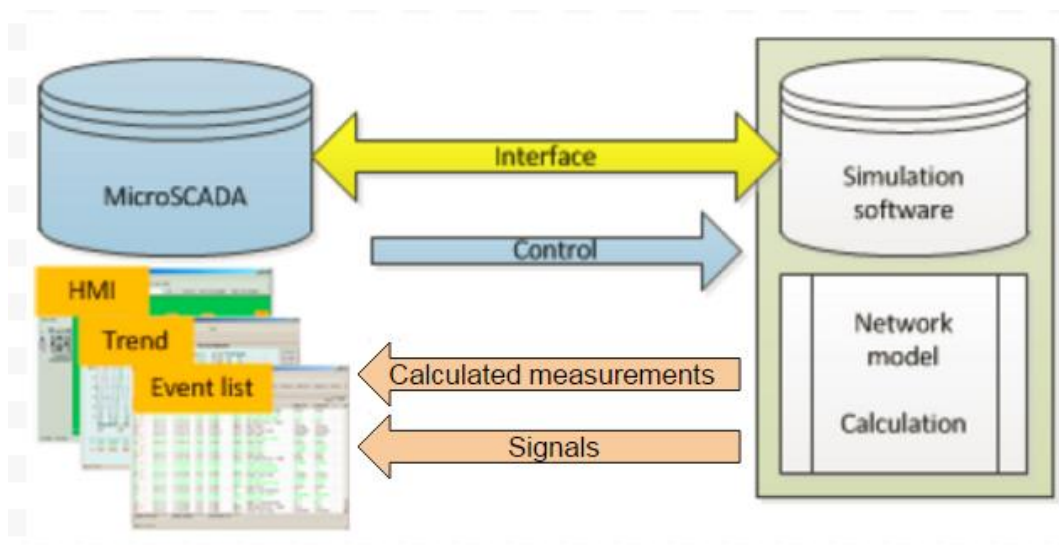 MicroSCADA
Interface
Simulation
software
Control
HMI
Trend
Event list
Calculated measurements
Signals
Network
model
Calculation